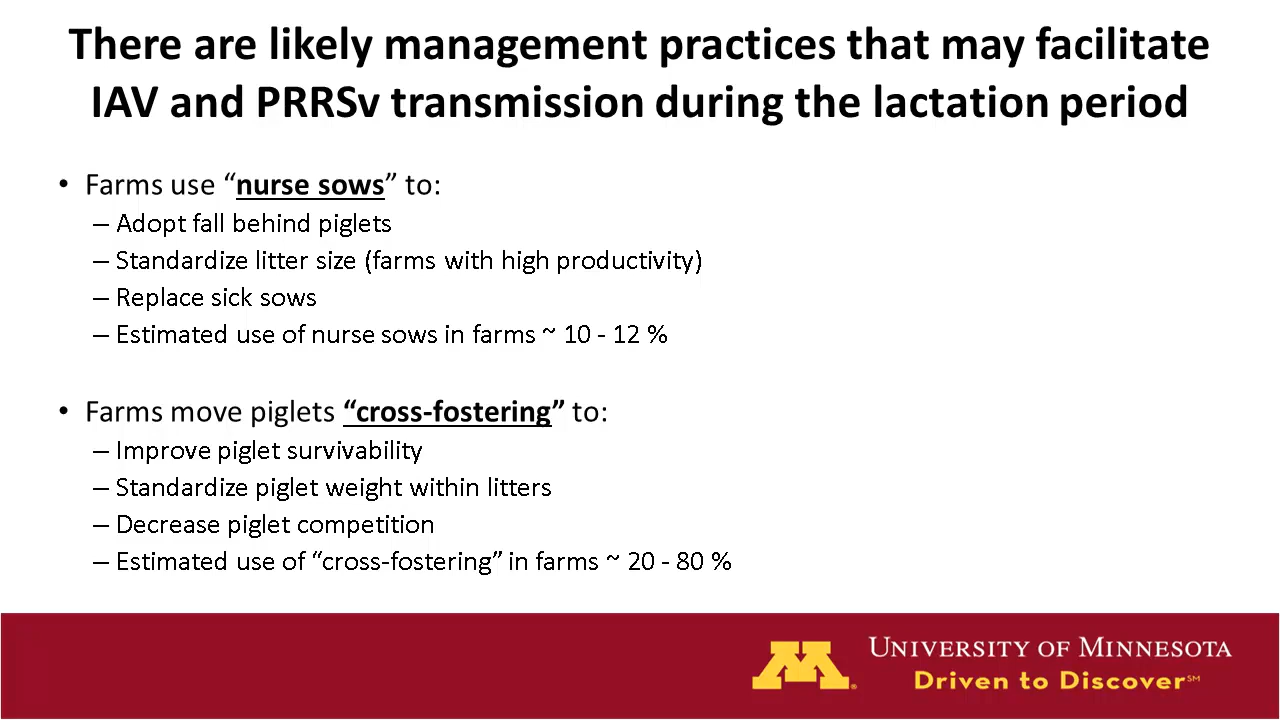 There are likely management practices that may facilitate
IAV and PRRSv transmission during the lactation period
• Farms use “nurse sows” to:
– Adopt fall behind piglets
– Standardize litter size (farms with high productivity)
– Replace sick sows
– Estimated use of nurse sows in farms ~ 10 - 12 %
• Farms move piglets “cross-fostering” to:
– Improve piglet survivability
– Standardize piglet weight within litters
– Decrease piglet competition
– Estimated use of “cross-fostering” in farms ~ 20 - 80 %
M®
UNIVERSITY OF MINNESOTA
Driven to Discover℠